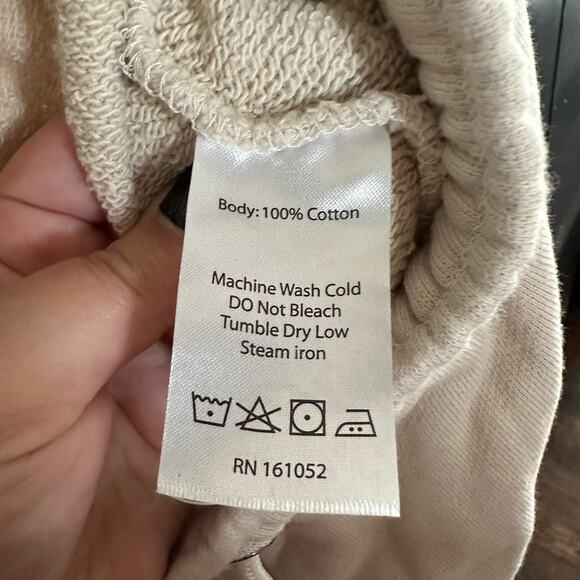 Body: 100% Cotton
Machine Wash Cold
DO Not Bleach
Tumble Dry Low
Steam iron
RN 161052